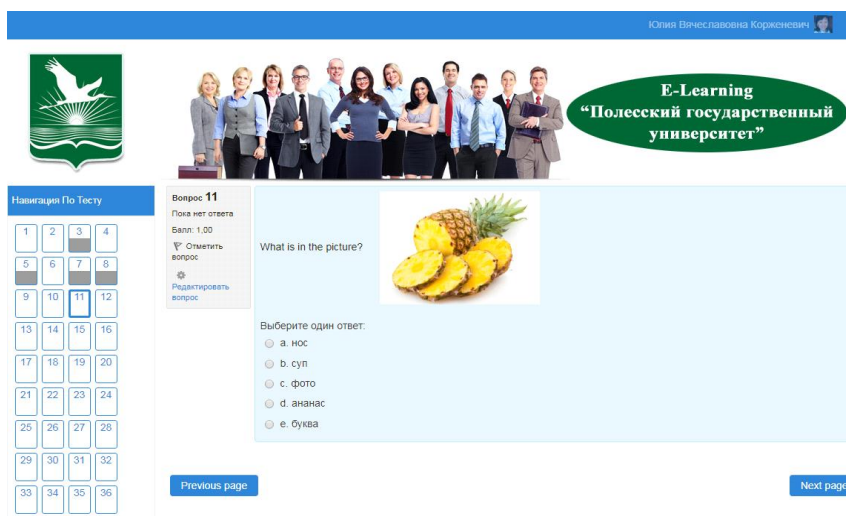 Юлия Вячеславовна Корженевич
E-Learning
“Полесский государственный
университет”
Навигация По Тесту
1 2 3 4
5 6 7 8
9 10 11 12
13 14 15 16
17 18 19 20
21 22 23 24
25 26 27 28
29 30 31 32
33 34 35 36
Вопрос 11
Пока нет ответа
Балл: 1,00
Отметить
вопрос
Редактировать
вопрос
What is in the picture?
Выберите один ответ:
a. нос
b. суп
c. фото
d. ананас
e. буква
Previous page
Next page